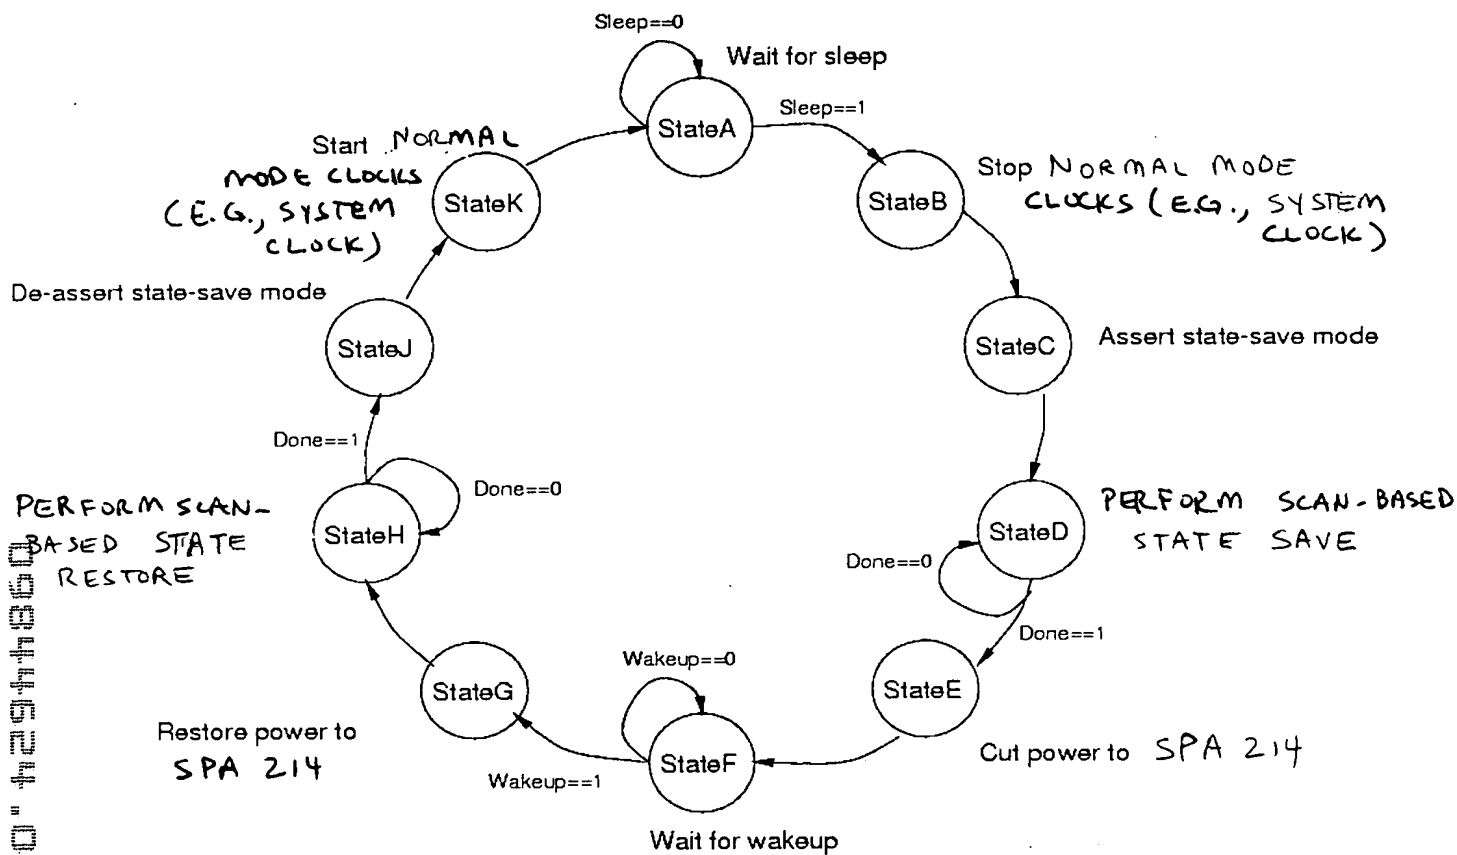 Sleep==0
Wait for sleep
StateA
Sleep==1
Start NORMAL
MODE CLOCKS
(E.G., SYSTEM
CLOCK)
StateK
StateB
Stop NORMAL MODE
CLOCKS (E.G., SYSTEM
CLOCK)
De-assert state-save mode
StateJ
StateC
Assert state-save mode
Done==1
Done==0
PERFORM SCAN-
BASED STATE
RESTORE
StateH
StateD
PERFORM SCAN-BASED
STATE SAVE
Done==0
Done==1
Wakeup==0
StateG
StateE
Restore power to
SPA 214
Wakeup==1
StateF
Cut power to SPA 214
Wait for wakeup